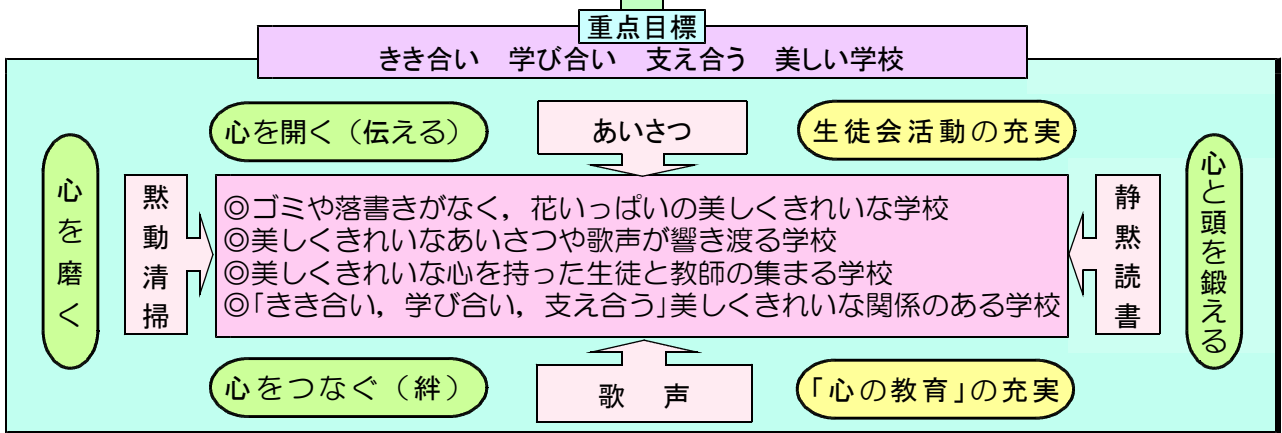 重点目標
きき合い　学び合い　支え合う　美しい学校
心を開く（伝える）
あいさつ
生徒会活動の充実
心を磨く
黙動清掃
◎ゴミや落書きがなく，花いっぱいの美しくきれいな学校
◎美しくきれいなあいさつや歌声が響き渡る学校
◎美しくきれいな心を持った生徒と教師の集まる学校
◎「きき合い，学び合い，支え合う」美しくきれいな関係のある学校
静黙読書
心と頭を鍛える
心をつなぐ（絆）
歌　声
「心の教育」の充実